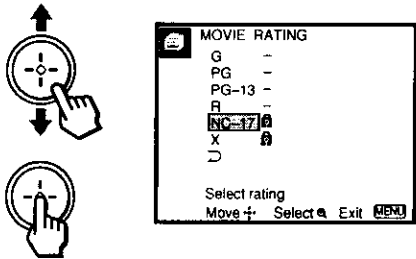 MOVIE RATING
G –
PG –
PG–13 –
R –
NC–17
X
Select rating
Move Select Exit MENU